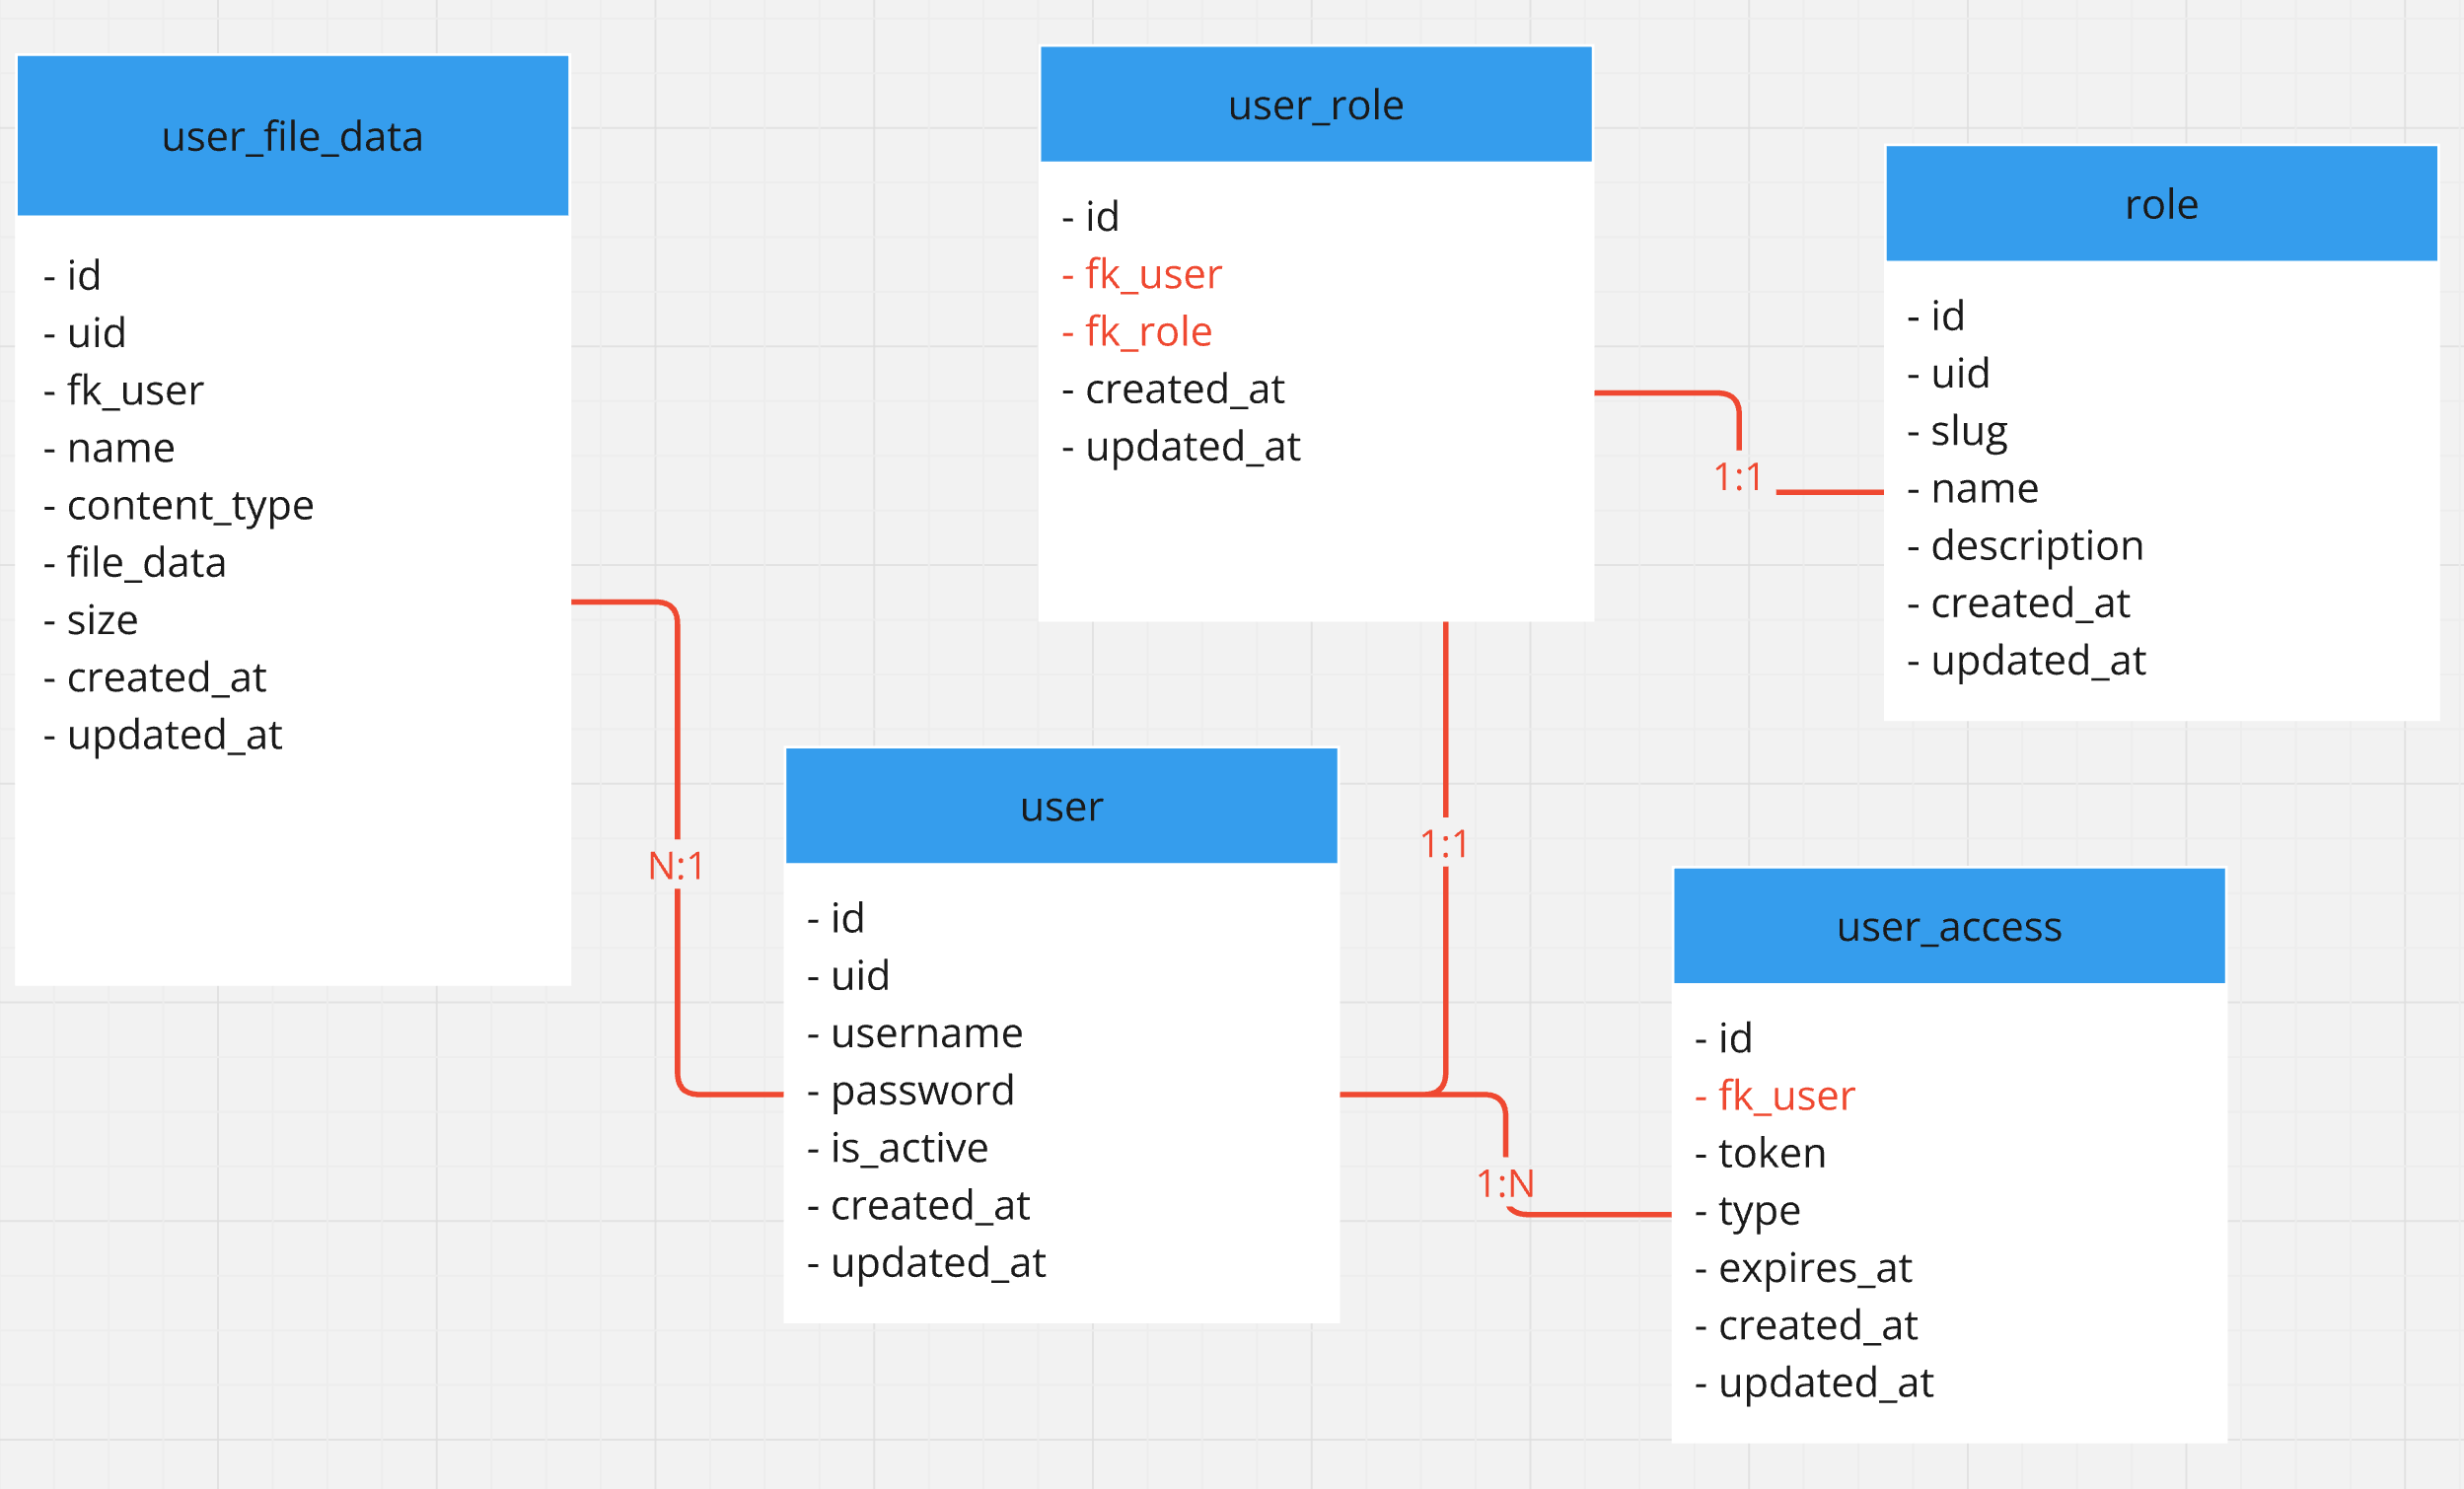 user_file_data
- id
- uid
- fk_user
- name
- content_type
- file_data
- size
- created_at
- updated_at
user_role
- id
- fk_user
- fk_role
- created_at
- updated_at
1:1
role
- id
- uid
- slug
- name
- description
- created_at
- updated_at
N:1
user
- id
- uid
- username
- password
- is_active
- created_at
- updated_at
1:1
1:N
user_access
- id
- fk_user
- token
- type
- expires_at
- created_at
- updated_at